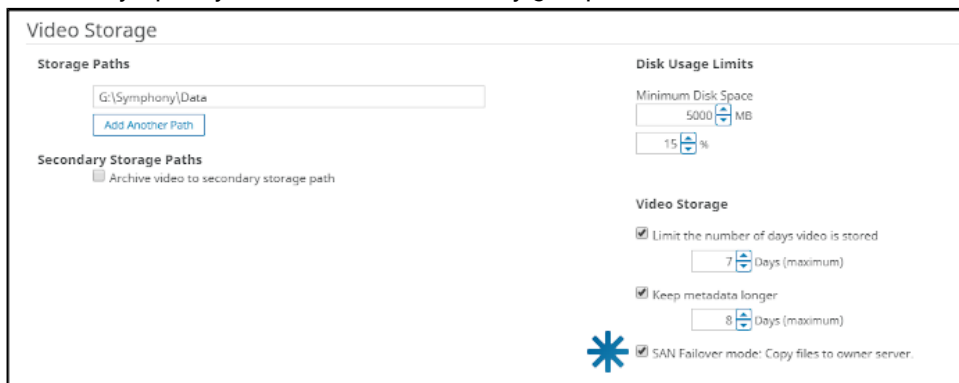 Video Storage
Storage Paths
G:\Symphony\Data
Add Another Path
Secondary Storage Paths
Archive video to secondary storage path
Disk Usage Limits
Minimum Disk Space
5000 MB
15 %
Video Storage
Limit the number of days video is stored
7 Days (maximum)
Keep metadata longer
8 Days (maximum)
SAN Failover mode: Copy files to owner server.